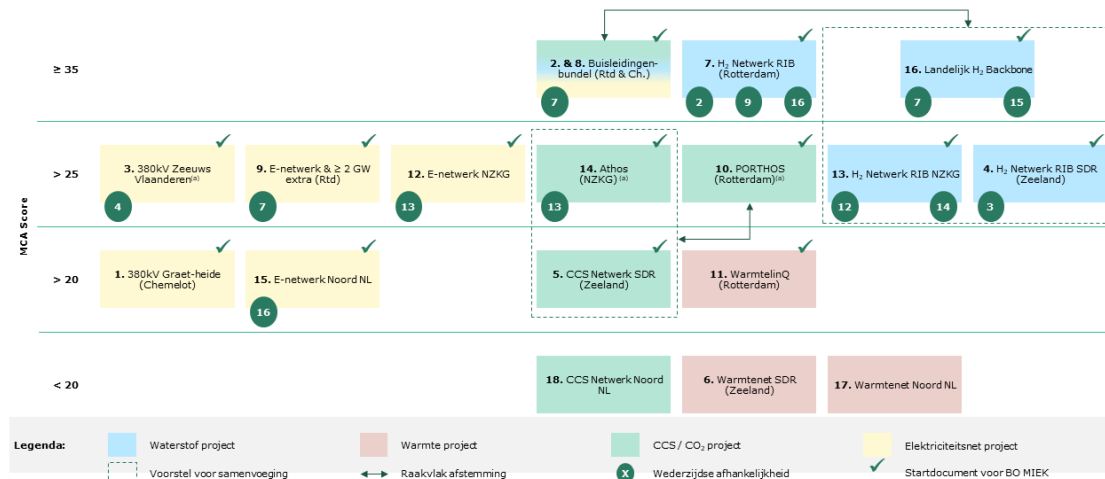 MCA Score
≥ 35
2. & 8. Buisleidingen-
bundel (Rtd & Ch.)
7
7. H₂ Netwerk RIB
(Rotterdam)
2
9
16
16. Landelijk H₂ Backbone
7
15
> 25
3. 380kV Zeeuws
Vlaanderen(a)
4
9. E-netwerk & ≥ 2 GW
extra (Rtd)
7
12. E-netwerk NZKG
13
14. Athos
(NZKG) (a)
13
10. PORTHOS
(Rotterdam)(a)
13. H₂ Netwerk RIB NZKG
12
14
4. H₂ Netwerk RIB SDR
(Zeeland)
3
> 20
1. 380kV Graet-heide
(Chemelot)
15. E-netwerk Noord NL
16
5. CCS Netwerk SDR
(Zeeland)
11. WarmtelinQ
(Rotterdam)
< 20
18. CCS Netwerk Noord
NL
6. Warmtenet SDR
(Zeeland)
17. Warmtenet Noord NL
Legenda:
Waterstof project
Warmte project
CCS / CO₂ project
Elektriciteitsnet project
Voorstel voor samenvoeging
Raakvlak afstemming
X
Wederzijdse afhankelijkheid
Startdocument voor BO MIEK